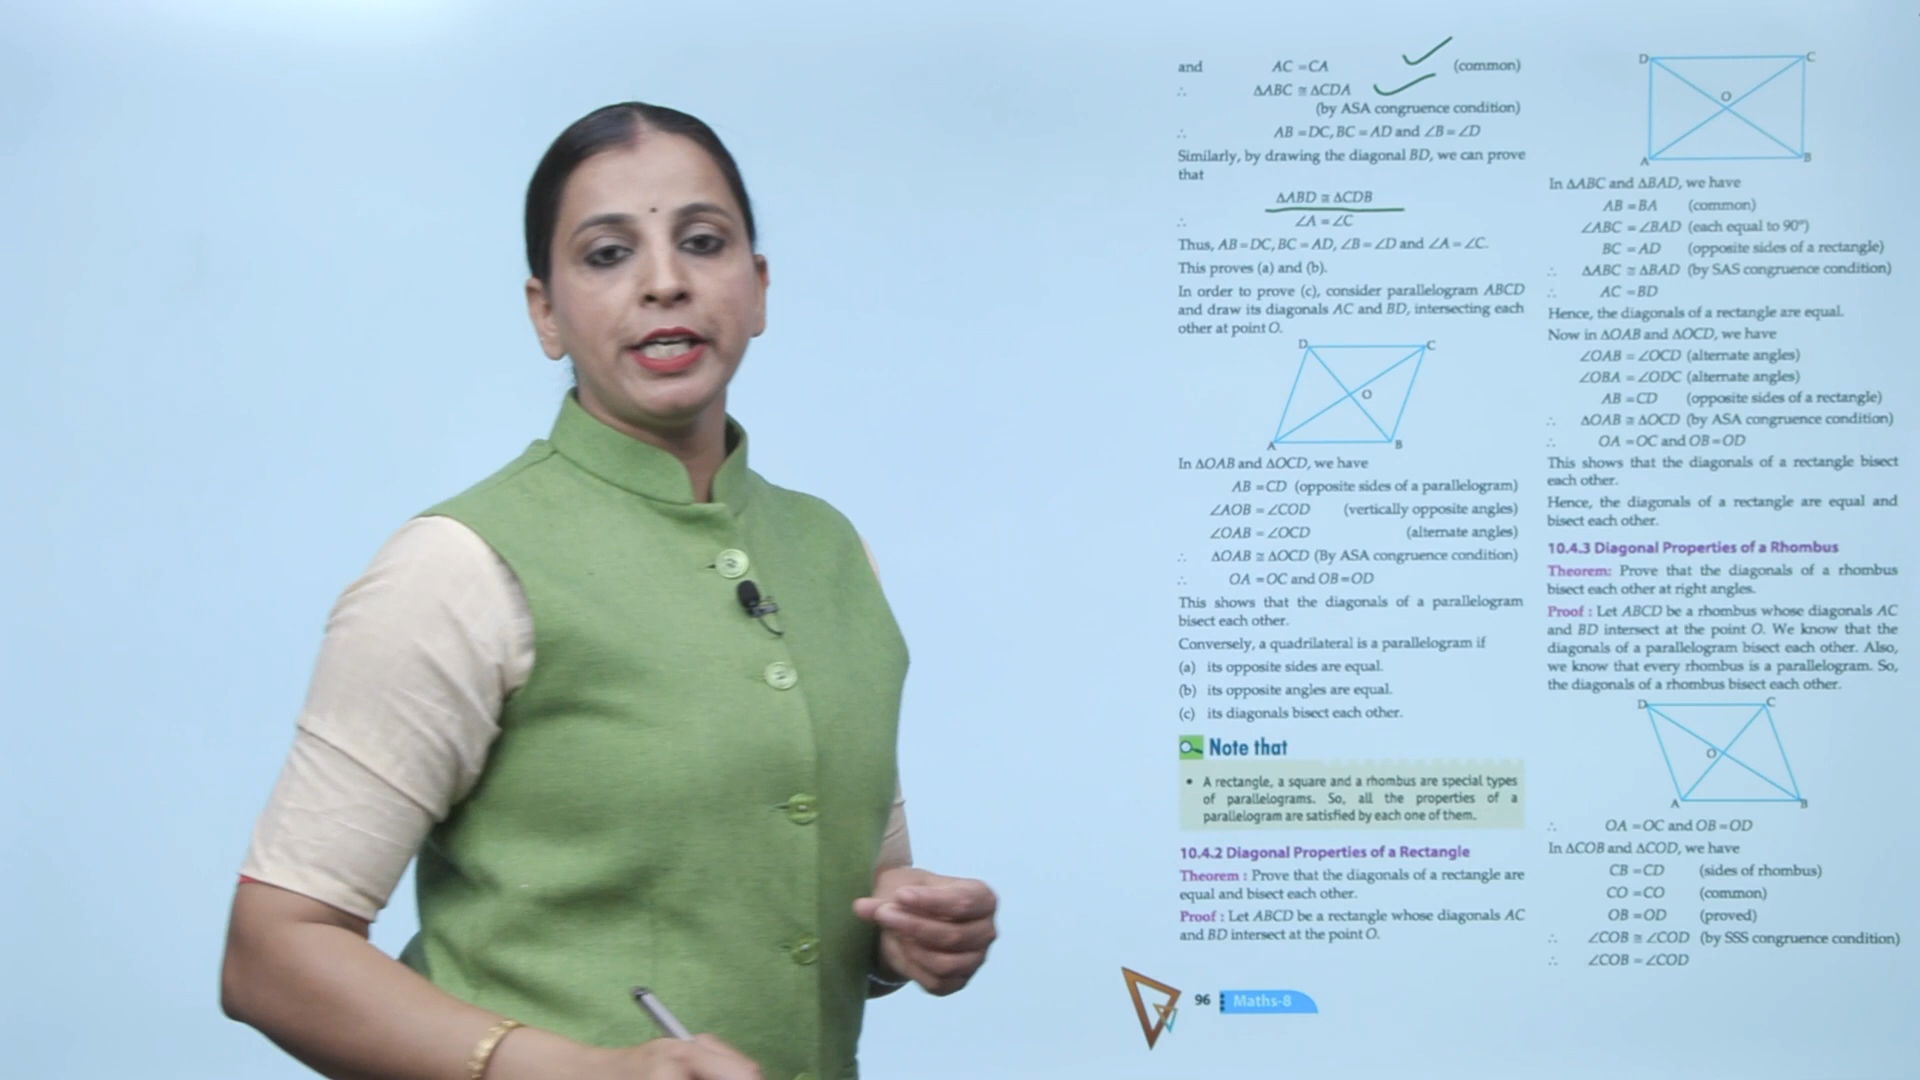 and AC = CA (common)
∴ ΔABC ≅ ΔCDA
(by ASA congruence condition)
∴ AB = DC, BC = AD and ∠B = ∠D
Similarly, by drawing the diagonal BD, we can prove
that
ΔABD ≅ ΔCDB
∴ ∠A = ∠C
Thus, AB = DC, BC = AD, ∠B = ∠D and ∠A = ∠C.
This proves (a) and (b).
In order to prove (c), consider parallelogram ABCD
and draw its diagonals AC and BD, intersecting each
other at point O.
D C
O
A B
In ΔOAB and ΔOCD, we have
AB = CD (opposite sides of a parallelogram)
∠AOB = ∠COD (vertically opposite angles)
∠OAB = ∠OCD (alternate angles)
∴ ΔOAB ≅ ΔOCD (By ASA congruence condition)
∴ OA = OC and OB = OD
This shows that the diagonals of a parallelogram
bisect each other.
Conversely, a quadrilateral is a parallelogram if
(a) its opposite sides are equal.
(b) its opposite angles are equal.
(c) its diagonals bisect each other.
Note that
• A rectangle, a square and a rhombus are special types
of parallelograms. So, all the properties of a
parallelogram are satisfied by each one of them.
10.4.2 Diagonal Properties of a Rectangle
Theorem : Prove that the diagonals of a rectangle are
equal and bisect each other.
Proof : Let ABCD be a rectangle whose diagonals AC
and BD intersect at the point O.
96 Maths-8
D C
O
A B
In ΔABC and ΔBAD, we have
AB = BA (common)
∠ABC = ∠BAD (each equal to 90°)
BC = AD (opposite sides of a rectangle)
∴ ΔABC ≅ ΔBAD (by SAS congruence condition)
∴ AC = BD
Hence, the diagonals of a rectangle are equal.
Now in ΔOAB and ΔOCD, we have
∠OAB = ∠OCD (alternate angles)
∠OBA = ∠ODC (alternate angles)
AB = CD (opposite sides of a rectangle)
∴ ΔOAB ≅ ΔOCD (by ASA congruence condition)
∴ OA = OC and OB = OD
This shows that the diagonals of a rectangle bisect
each other.
Hence, the diagonals of a rectangle are equal and
bisect each other.
10.4.3 Diagonal Properties of a Rhombus
Theorem: Prove that the diagonals of a rhombus
bisect each other at right angles.
Proof : Let ABCD be a rhombus whose diagonals AC
and BD intersect at the point O. We know that the
diagonals of a parallelogram bisect each other. Also,
we know that every rhombus is a parallelogram. So,
the diagonals of a rhombus bisect each other.
D C
O
A B
∴ OA = OC and OB = OD
In ΔCOB and ΔCOD, we have
CB = CD (sides of rhombus)
CO = CO (common)
OB = OD (proved)
∴ ∠COB ≅ ∠COD (by SSS congruence condition)
∴ ∠COB = ∠COD